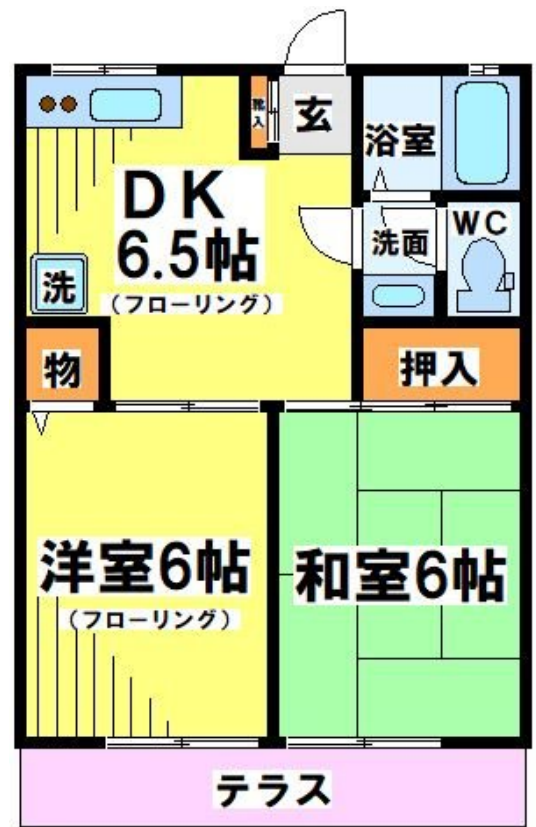 靴入
玄
浴室
DK
6.5帖
(フローリング)
洗面
WC
洗
物
押入
洋室6帖
(フローリング)
和室6帖
テラス